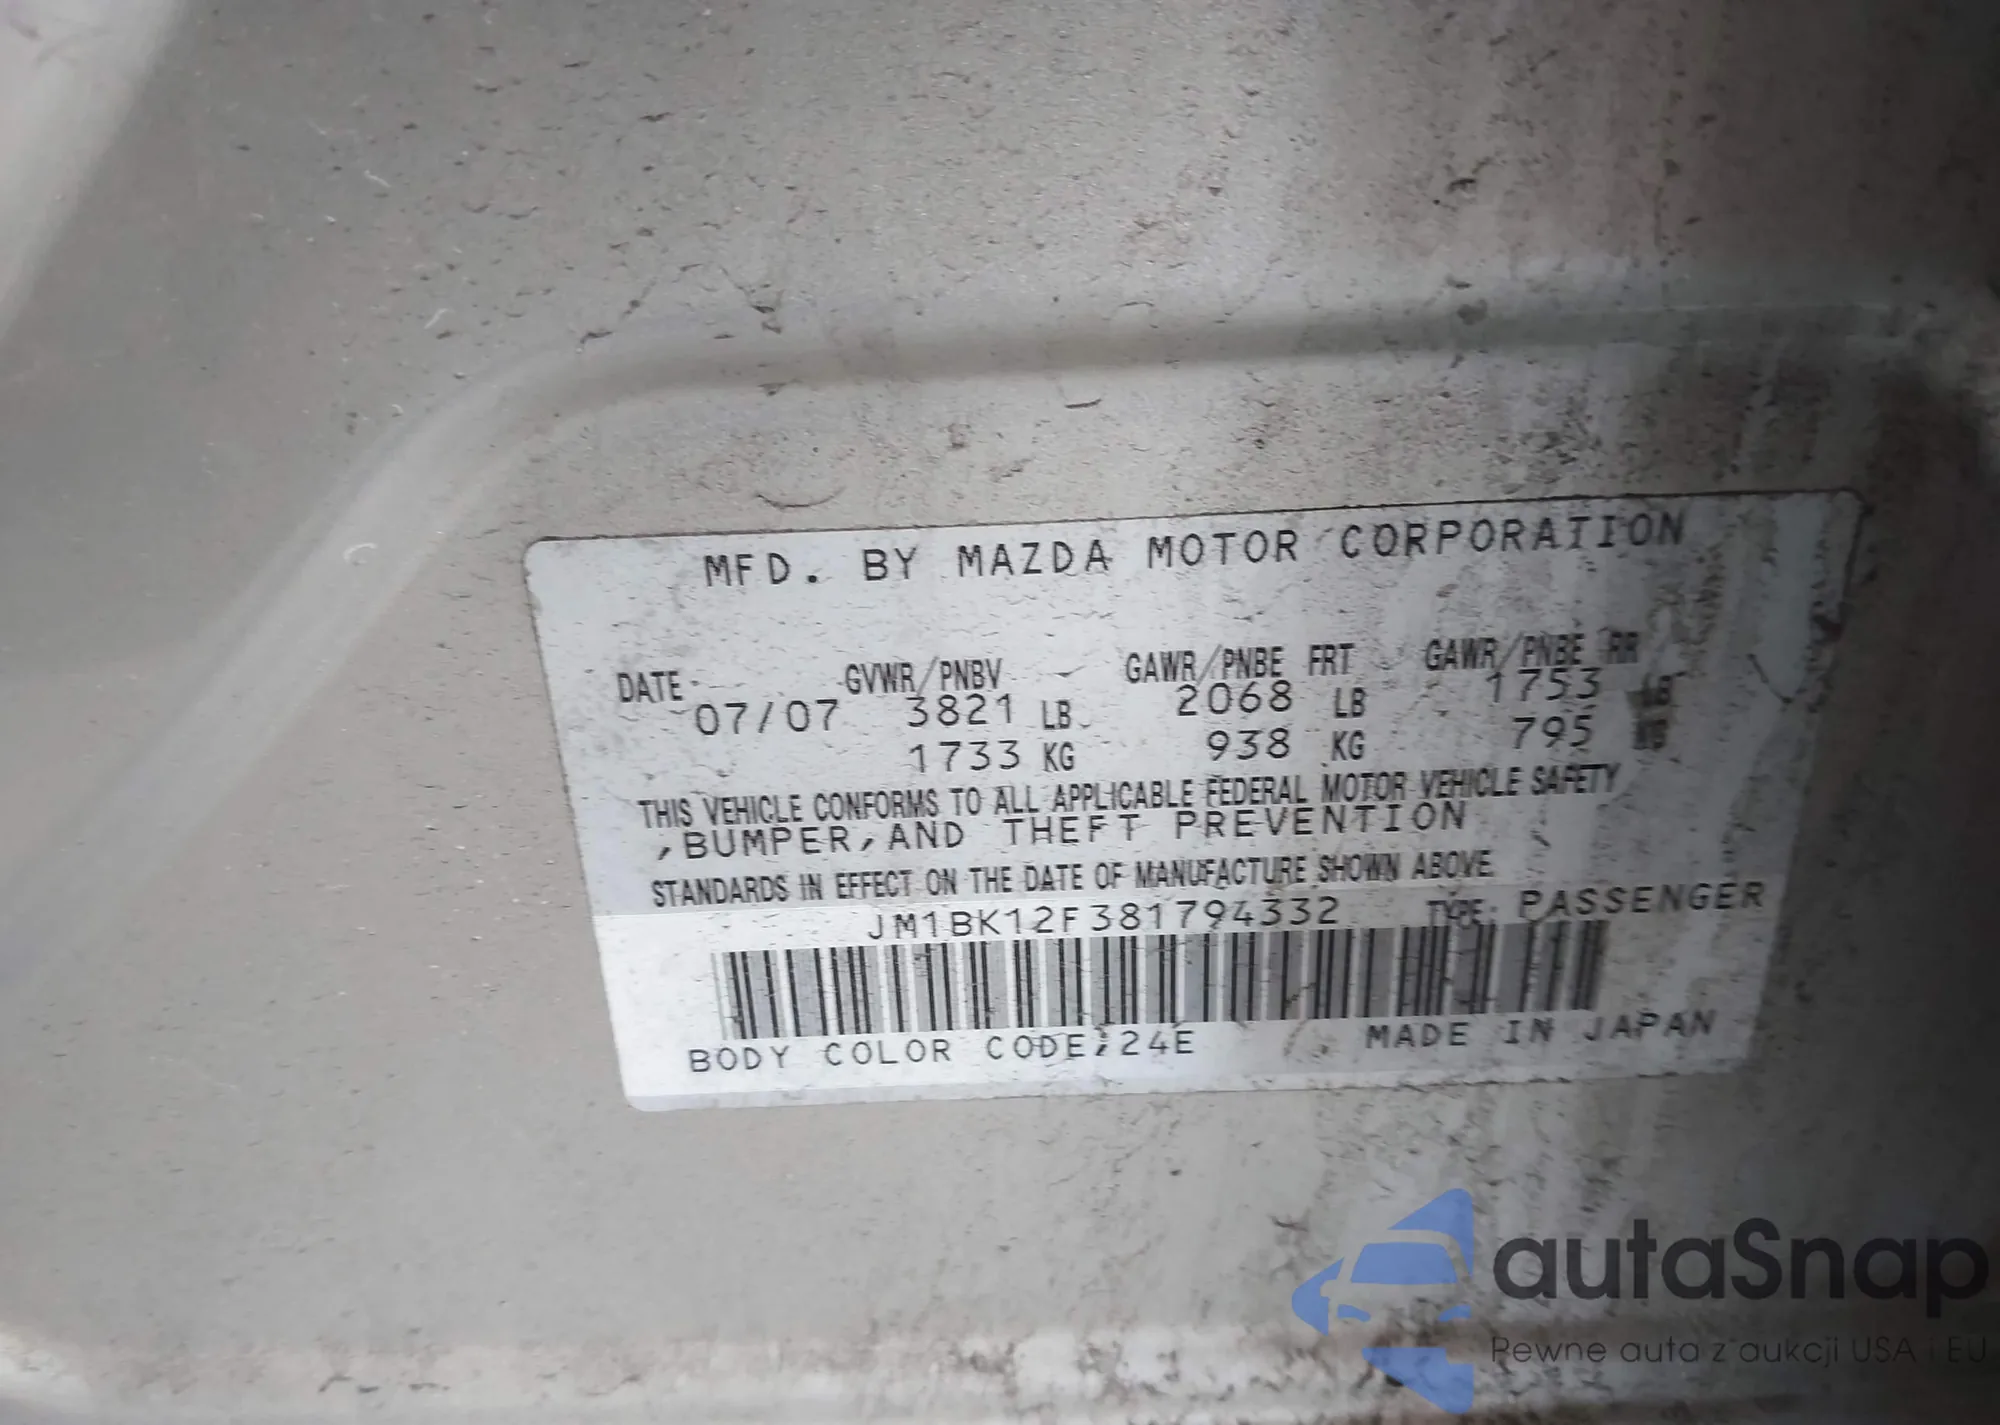 MFD. BY MAZDA MOTOR CORPORATION
DATE GVWR/PNBV GAWR/PNBE FRT GAWR/PNBE RR
07/07 3821 LB 2068 LB 1753 LB
1733 KG 938 KG 795 KG
THIS VEHICLE CONFORMS TO ALL APPLICABLE FEDERAL MOTOR VEHICLE SAFETY
,BUMPER,AND THEFT PREVENTION
STANDARDS IN EFFECT ON THE DATE OF MANUFACTURE SHOWN ABOVE.
JM1BK12F381794332 TYPE: PASSENGER
BODY COLOR CODE:24E MADE IN JAPAN
autaSnap
Pewne auta z aukcji USA i EU